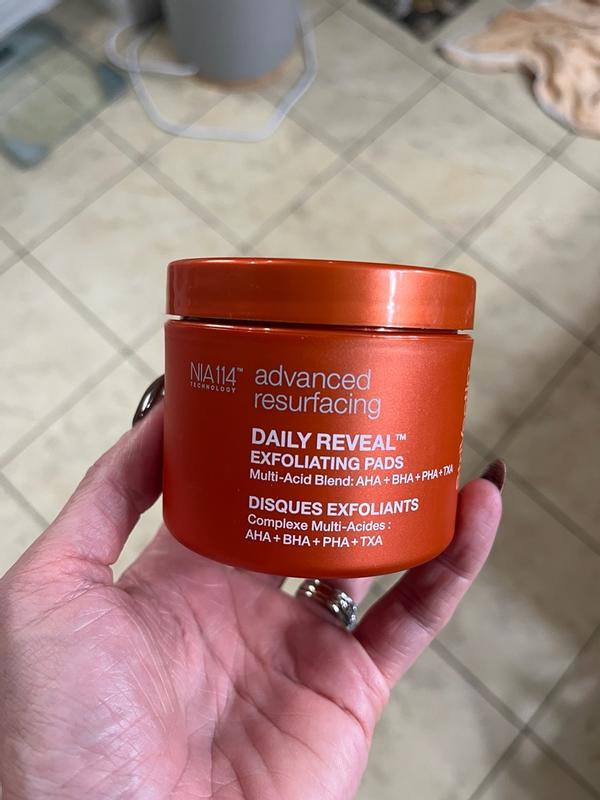 NIA114™
TECHNOLOGY
advanced
resurfacing
DAILY REVEAL™
EXFOLIATING PADS
Multi-Acid Blend: AHA + BHA + PHA + TXA
DISQUES EXFOLIANTS
Complexe Multi-Acides :
AHA + BHA + PHA + TXA